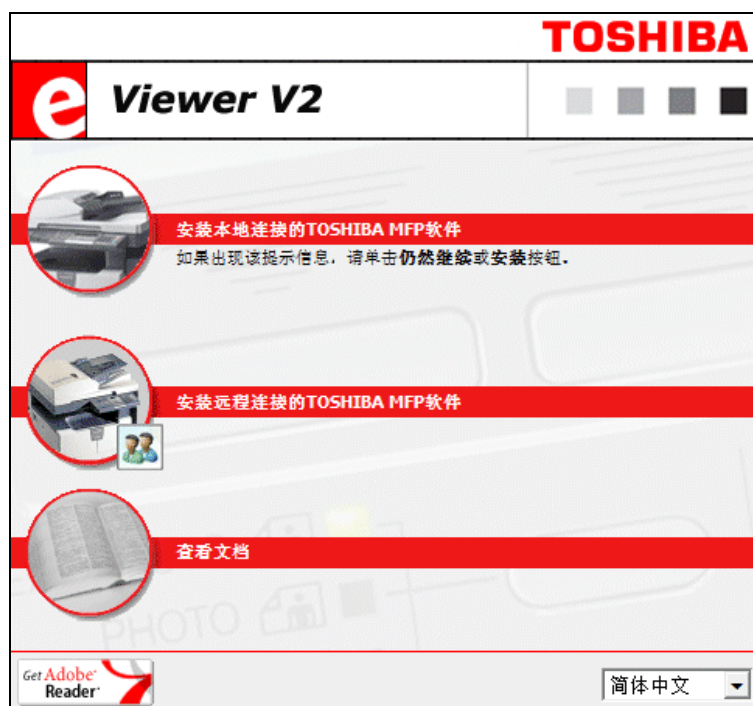 TOSHIBA
e Viewer V2
安装本地连接的TOSHIBA MFP软件
如果出现该提示信息，请单击仍然继续或安装按钮。
安装远程连接的TOSHIBA MFP软件
查看文档
PHOTO
Get Adobe®
Reader®
简体中文